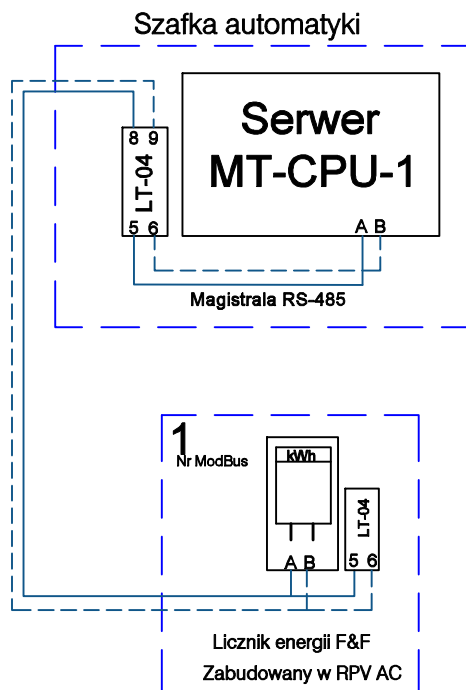 Szafka automatyki
Serwer
MT-CPU-1
8 9
LT-04
5 6
A B
Magistrala RS-485
1
Nr ModBus
kWh
A B
LT-04
5 6
Licznik energii F&F
Zabudowany w RPV AC